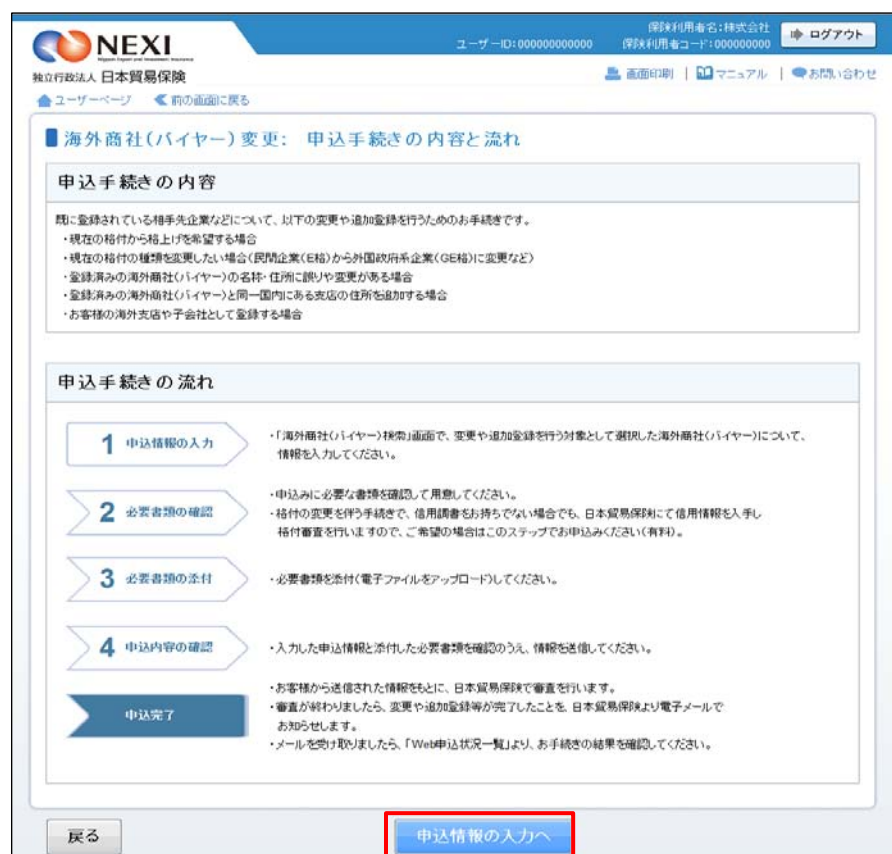 NEXI
Nippon Export and Investment Insurance
独立行政法人 日本貿易保険
ユーザーID:000000000000
保険利用者名:株式会社
保険利用者コード:000000000
ログアウト
画面印刷 | マニュアル | お問い合わせ
ユーザーページ 前の画面に戻る
海外商社(バイヤー)変更: 申込手続きの内容と流れ
申込手続きの内容
既に登録されている相手先企業などについて、以下の変更や追加登録を行うためのお手続きです。
・現在の格付から格上げを希望する場合
・現在の格付の種類を変更したい場合(民間企業(E格)から外国政府系企業(GE格)に変更など)
・登録済みの海外商社(バイヤー)の名称・住所に誤りや変更がある場合
・登録済みの海外商社(バイヤー)と同一国内にある支店の住所を追加する場合
・お客様の海外支店や子会社として登録する場合
申込手続きの流れ
1 申込情報の入力
・「海外商社(バイヤー)検索」画面で、変更や追加登録を行う対象として選択した海外商社(バイヤー)について、
情報を入力してください。
2 必要書類の確認
・申込みに必要な書類を確認して用意してください。
・格付の変更を伴う手続きで、信用調書をお持ちでない場合でも、日本貿易保険にて信用情報を入手し
格付審査を行いますので、ご希望の場合はこのステップでお申込みください(有料)。
3 必要書類の添付
・必要書類を添付(電子ファイルをアップロード)してください。
4 申込内容の確認
・入力した申込情報と添付した必要書類を確認のうえ、情報を送信してください。
申込完了
・お客様から送信された情報をもとに、日本貿易保険で審査を行います。
・審査が終わりましたら、変更や追加登録等が完了したことを、日本貿易保険より電子メールで
お知らせします。
・メールを受け取りましたら、「Web申込状況一覧」より、お手続きの結果を確認してください。
戻る
申込情報の入力へ